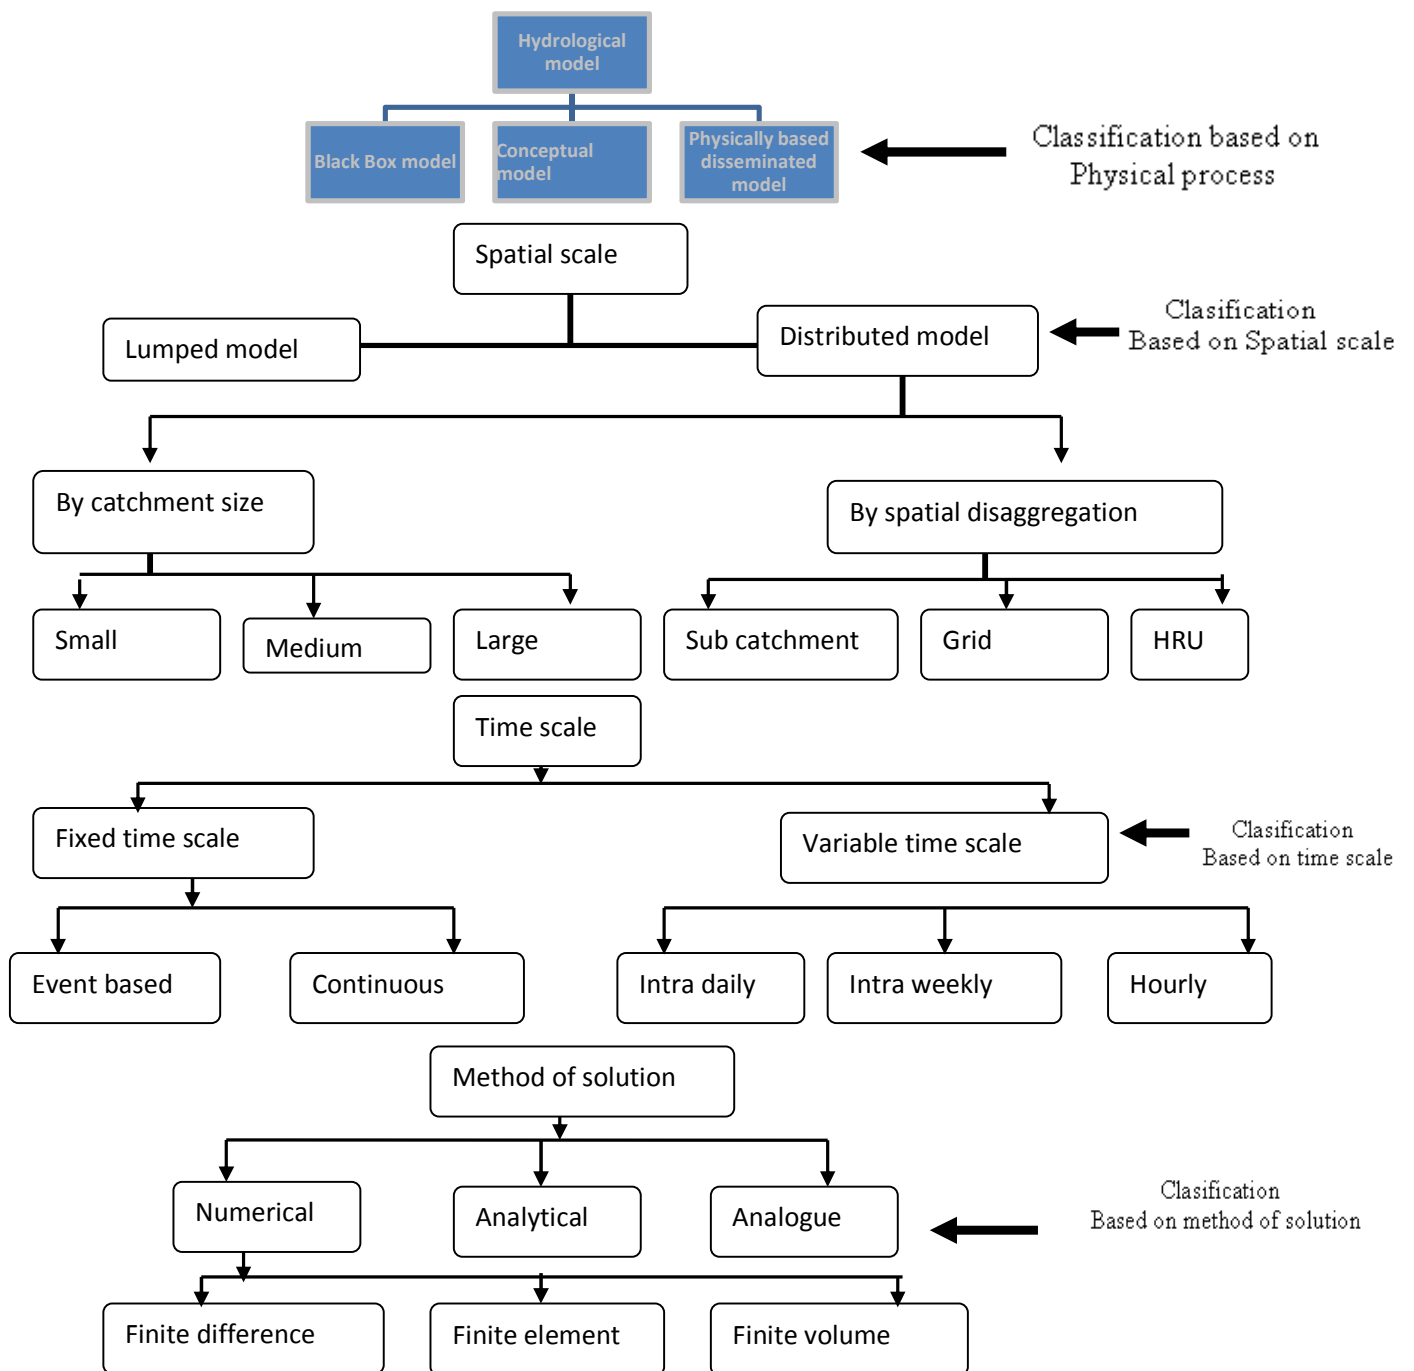 Hydrological
model
Black Box model
Conceptual
model
Physically based
disseminated
model
Classification based on
Physical process
Spatial scale
Lumped model
Distributed model
Clasification
Based on Spatial scale
By catchment size
By spatial disaggregation
Small
Medium
Large
Sub catchment
Grid
HRU
Time scale
Fixed time scale
Variable time scale
Clasification
Based on time scale
Event based
Continuous
Intra daily
Intra weekly
Hourly
Method of solution
Numerical
Analytical
Analogue
Clasification
Based on method of solution
Finite difference
Finite element
Finite volume